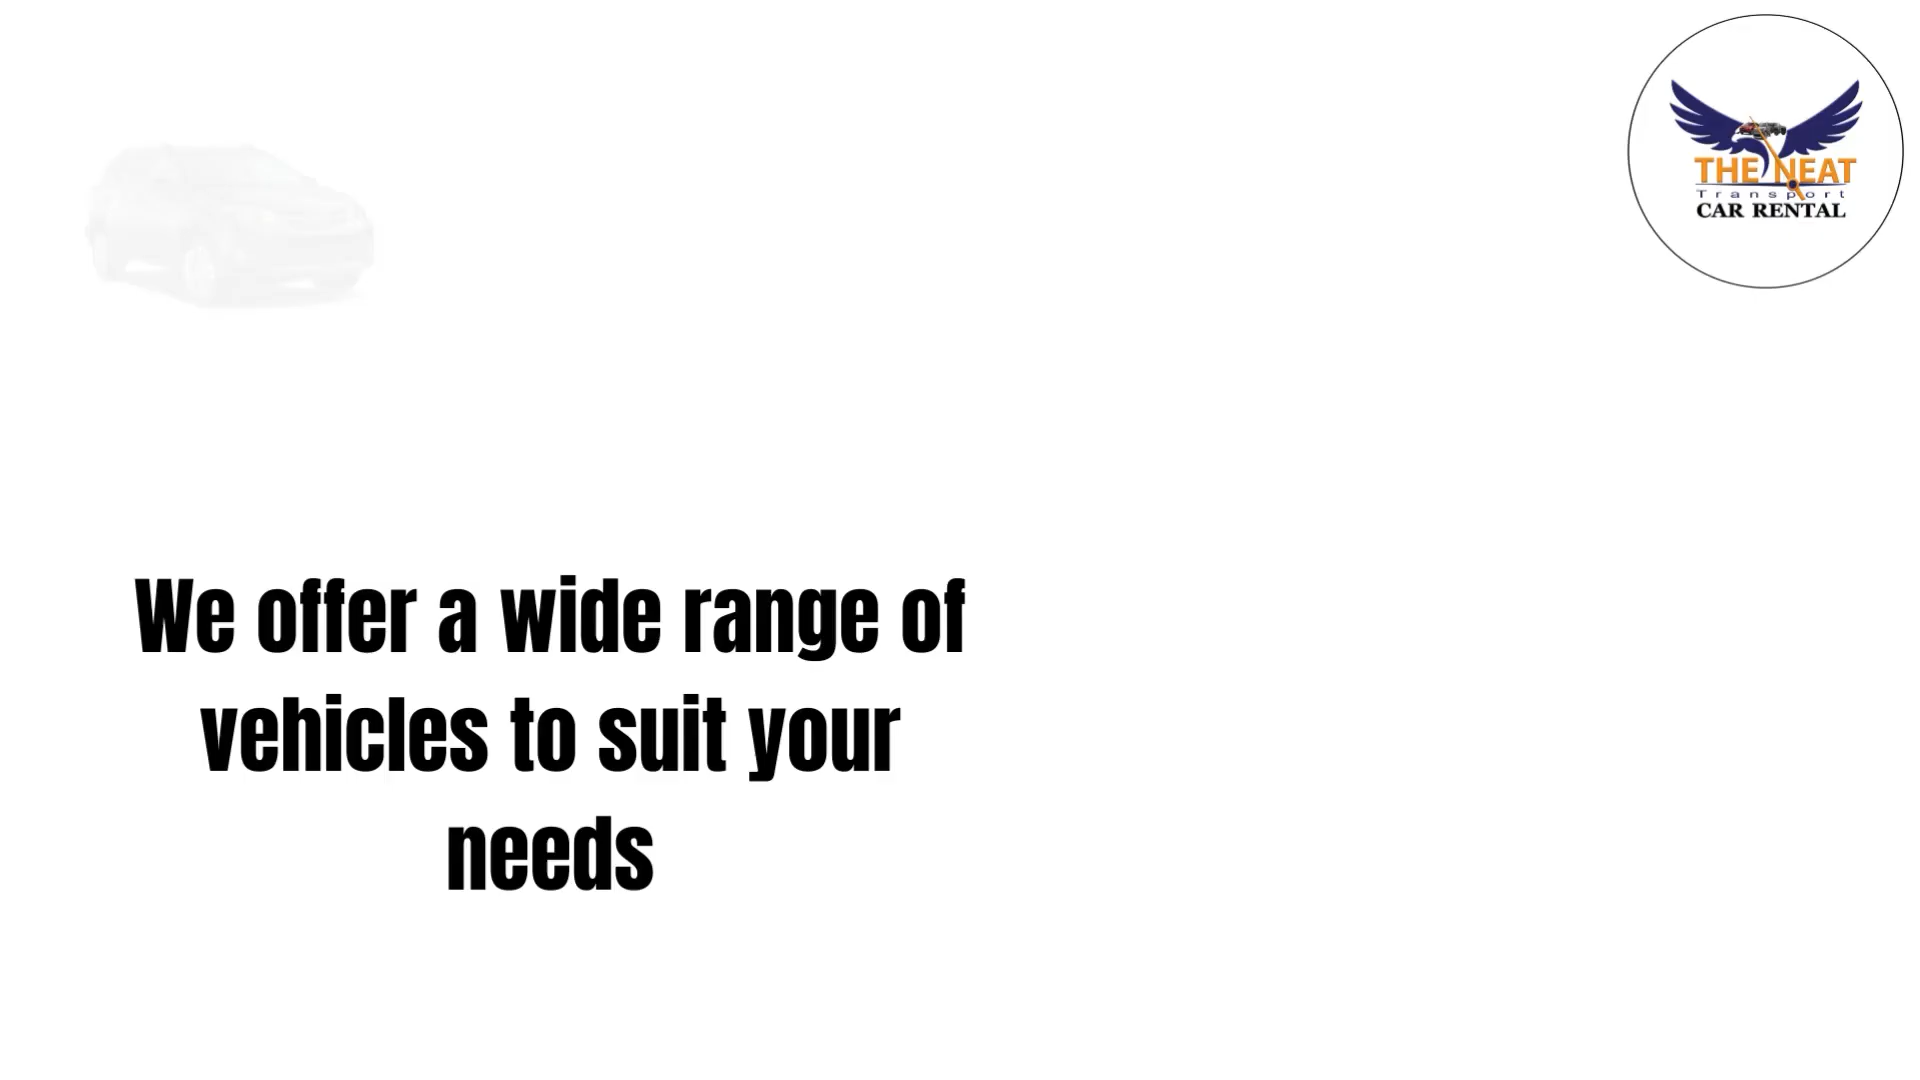 THE NEAT
Transport
CAR RENTAL
We offer a wide range of
vehicles to suit your
needs